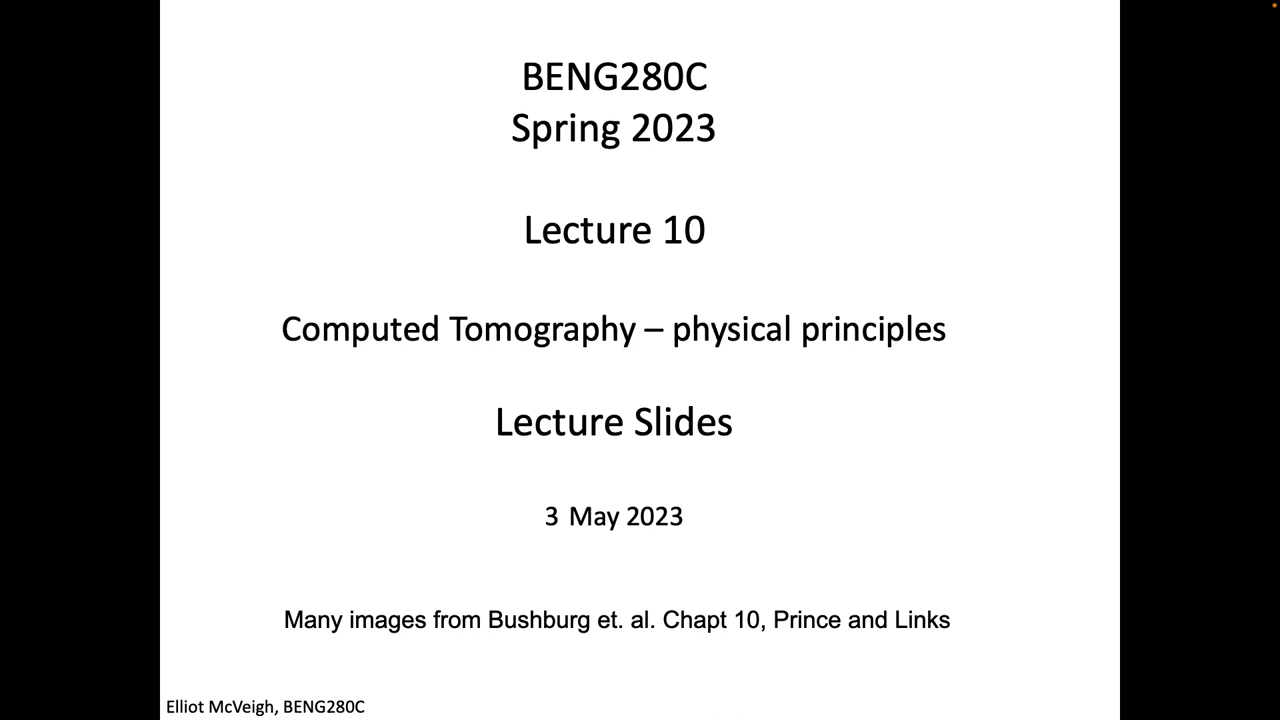 BENG280C
Spring 2023
Lecture 10
Computed Tomography – physical principles
Lecture Slides
3 May 2023
Many images from Bushburg et. al. Chapt 10, Prince and Links
Elliot McVeigh, BENG280C